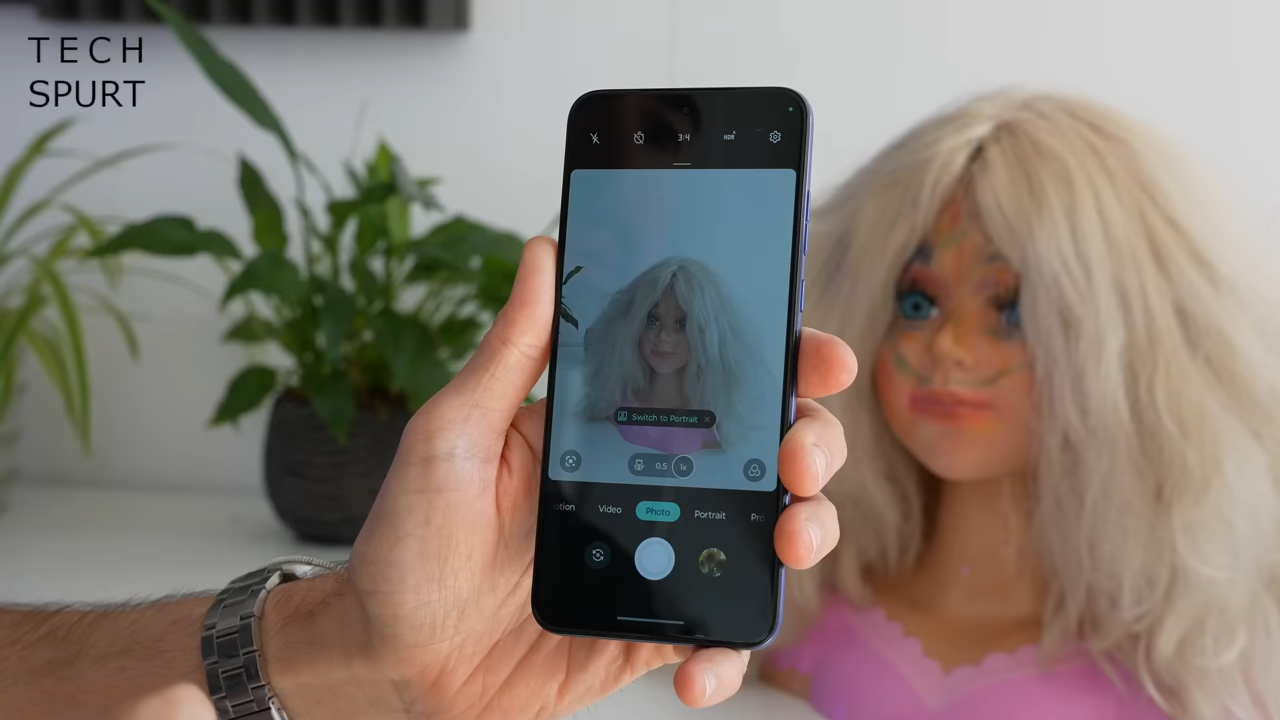 TECH
SPURT
3:4
HDR
Switch to Portrait ×
0.5 1x
otion Video Photo Portrait Pro